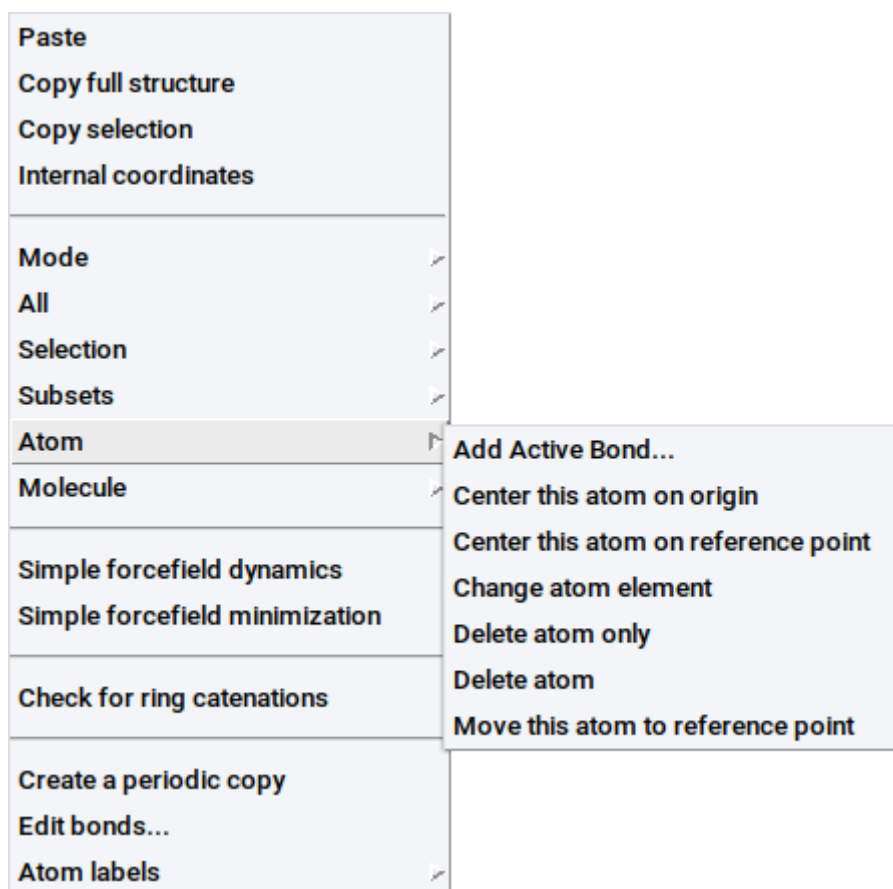 Paste
Copy full structure
Copy selection
Internal coordinates
Mode
All
Selection
Subsets
Atom
Molecule
Simple forcefield dynamics
Simple forcefield minimization
Check for ring catenations
Create a periodic copy
Edit bonds...
Atom labels
Add Active Bond...
Center this atom on origin
Center this atom on reference point
Change atom element
Delete atom only
Delete atom
Move this atom to reference point